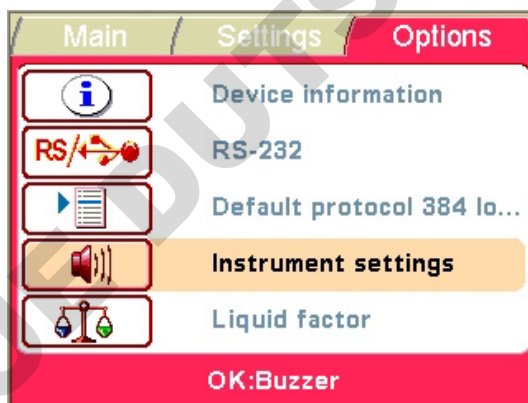 Main Settings Options
Device information
RS/ RS-232
Default protocol 384 lo...
Instrument settings
Liquid factor
OK:Buzzer